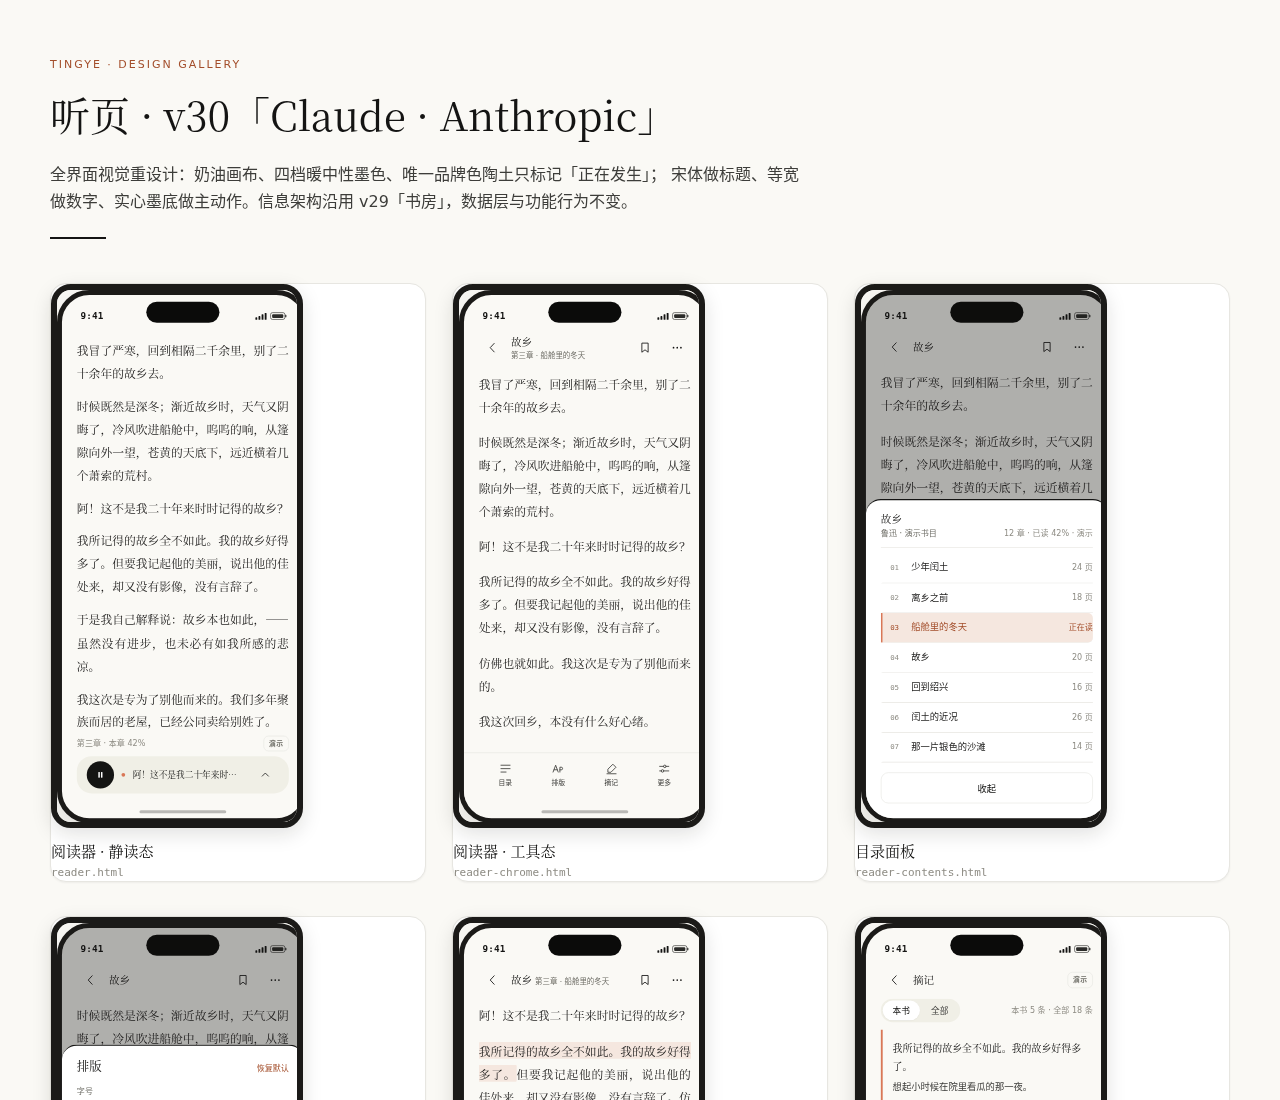 TINGYE · DESIGN GALLERY
听页 · v30「Claude · Anthropic」
全界面视觉重设计：奶油画布、四档暖中性墨色、唯一品牌色陶土只标记「正在发生」； 宋体做标题、等宽
做数字、实心墨底做主动作。信息架构沿用 v29「书房」，数据层与功能行为不变。
9:41
我冒了严寒，回到相隔二千余里，别了二
十余年的故乡去。
时候既然是深冬；渐近故乡时，天气又阴
晦了，冷风吹进船舱中，呜呜的响，从篷
隙向外一望，苍黄的天底下，远近横着几
个萧索的荒村。
阿！这不是我二十年来时时记得的故乡？
我所记得的故乡全不如此。我的故乡好得
多了。但要我记起他的美丽，说出他的佳
处来，却又没有影像，没有言辞了。
于是我自己解释说：故乡本也如此，——
虽然没有进步，也未必有如我所感的悲
凉。
我这次是专为了别他而来的。我们多年聚
族而居的老屋，已经公同卖给别姓了。
第三章 · 本章 42%
演示
阿！这不是我二十年来时…
阅读器 · 静读态
reader.html
9:41
故乡
第三章 · 船舱里的冬天
我冒了严寒，回到相隔二千余里，别了二
十余年的故乡去。
时候既然是深冬；渐近故乡时，天气又阴
晦了，冷风吹进船舱中，呜呜的响，从篷
隙向外一望，苍黄的天底下，远近横着几
个萧索的荒村。
阿！这不是我二十年来时时记得的故乡？
我所记得的故乡全不如此。我的故乡好得
多了。但要我记起他的美丽，说出他的佳
处来，却又没有影像，没有言辞了。
仿佛也就如此。我这次是专为了别他而来
的。
我这次回乡，本没有什么好心绪。
目录
排版
摘记
更多
阅读器 · 工具态
reader-chrome.html
9:41
故乡
我冒了严寒，回到相隔二千余里，别了二
十余年的故乡去。
时候既然是深冬；渐近故乡时，天气又阴
晦了，冷风吹进船舱中，呜呜的响，从篷
隙向外一望，苍黄的天底下，远近横着几
故乡
鲁迅 · 演示书目
12 章 · 已读 42% · 演示
01 少年闰土 24 页
02 离乡之前 18 页
03 船舱里的冬天 正在读
04 故乡 20 页
05 回到绍兴 16 页
06 闰土的近况 26 页
07 那一片银色的沙滩 14 页
收起
目录面板
reader-contents.html
9:41
故乡
时候既然是深冬；渐近故乡时，天气又阴
晦了，冷风吹进船舱中，呜呜的响，从篷
排版
恢复默认
字号
9:41
故乡 第三章 · 船舱里的冬天
阿！这不是我二十年来时时记得的故乡？
我所记得的故乡全不如此。我的故乡好得
多了。但要我记起他的美丽，说出他的
佳处来，却又没有影像，没有言辞了。仿
9:41
摘记
演示
本书
全部
本书 5 条 · 全部 18 条
我所记得的故乡全不如此。我的故乡好得多
了。
想起小时候在院里看瓜的那一夜。